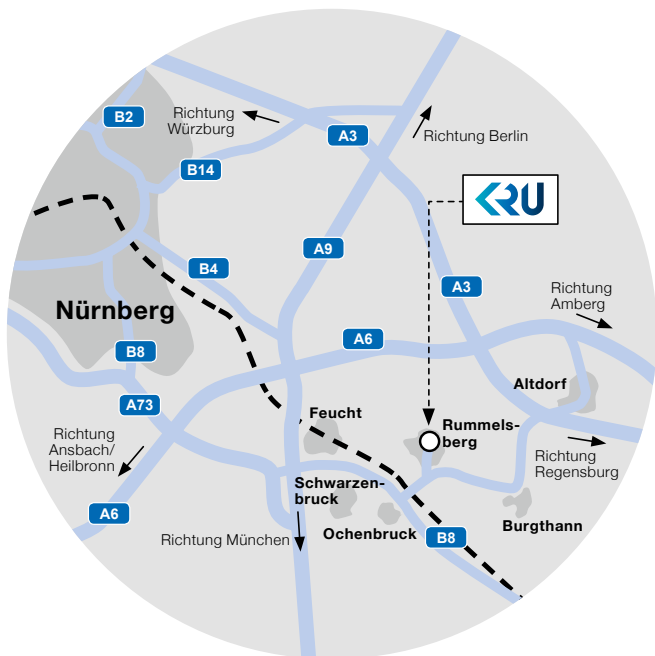 B2
Richtung
Würzburg
A3
Richtung Berlin
B14
KRU
A9
B4
A3
Richtung
Amberg
Nürnberg
A6
B8
Altdorf
A73
Feucht
Rummels-
berg
Richtung
Ansbach/
Heilbronn
Richtung
Regensburg
Schwarzen-
bruck
A6
Burgthann
Ochenbruck
B8
Richtung München